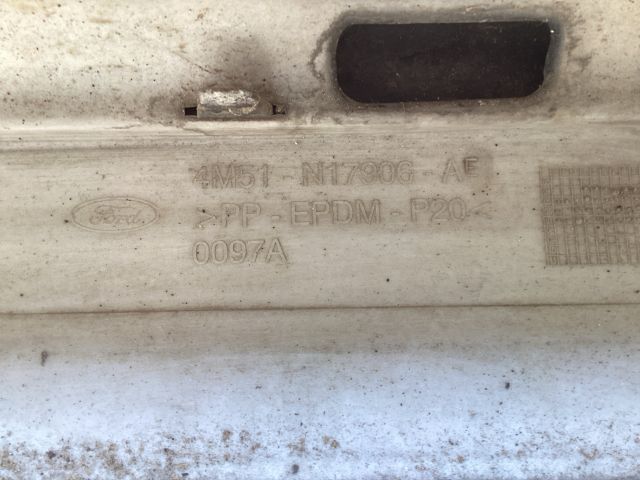 4M51 - N17906 - AE
Ford
>PP - EPDM - P20<
0097A